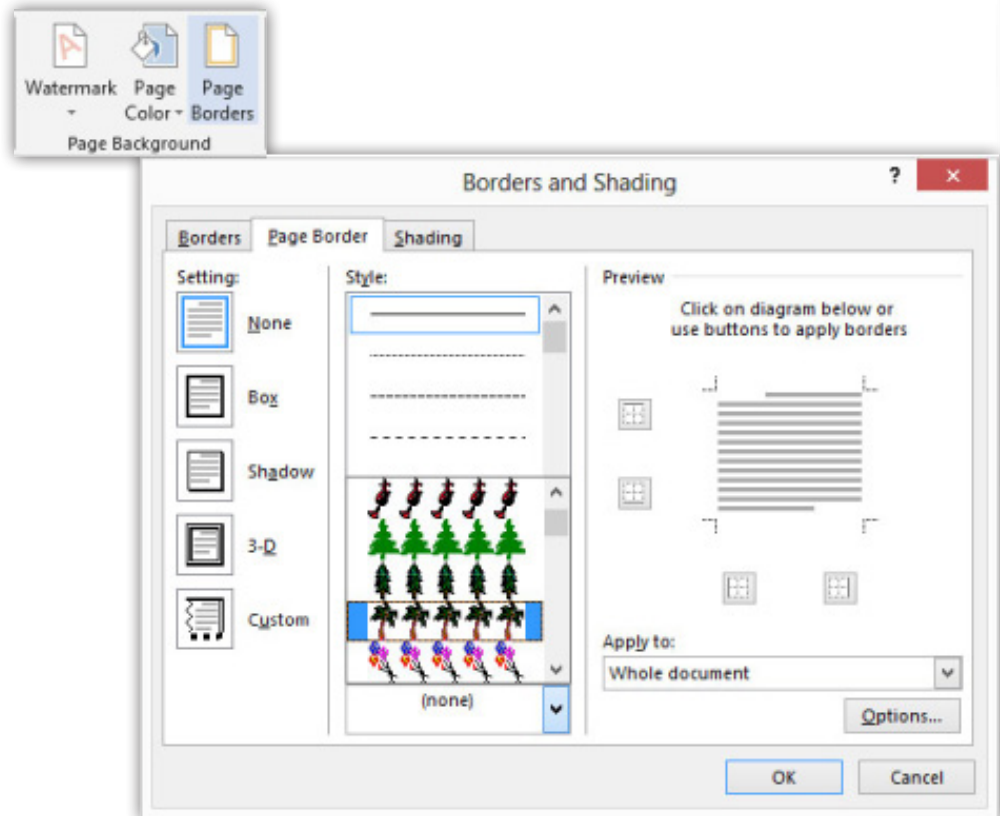 Watermark
Page
Color
Page
Borders
Page Background
Borders and Shading
?
Borders
Page Border
Shading
Setting:
None
Box
Shadow
3-D
Custom
Style:
(none)
Preview
Click on diagram below or
use buttons to apply borders
Apply to:
Whole document
Options...
OK
Cancel